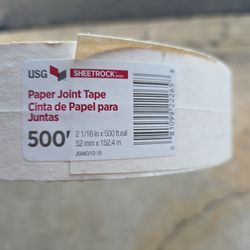 USG SHEETROCK
Paper Joint Tape
Cinta de Papel para
Juntas
500' 2 1/16 in x 500 ft roll
52 mm x 152.4 m